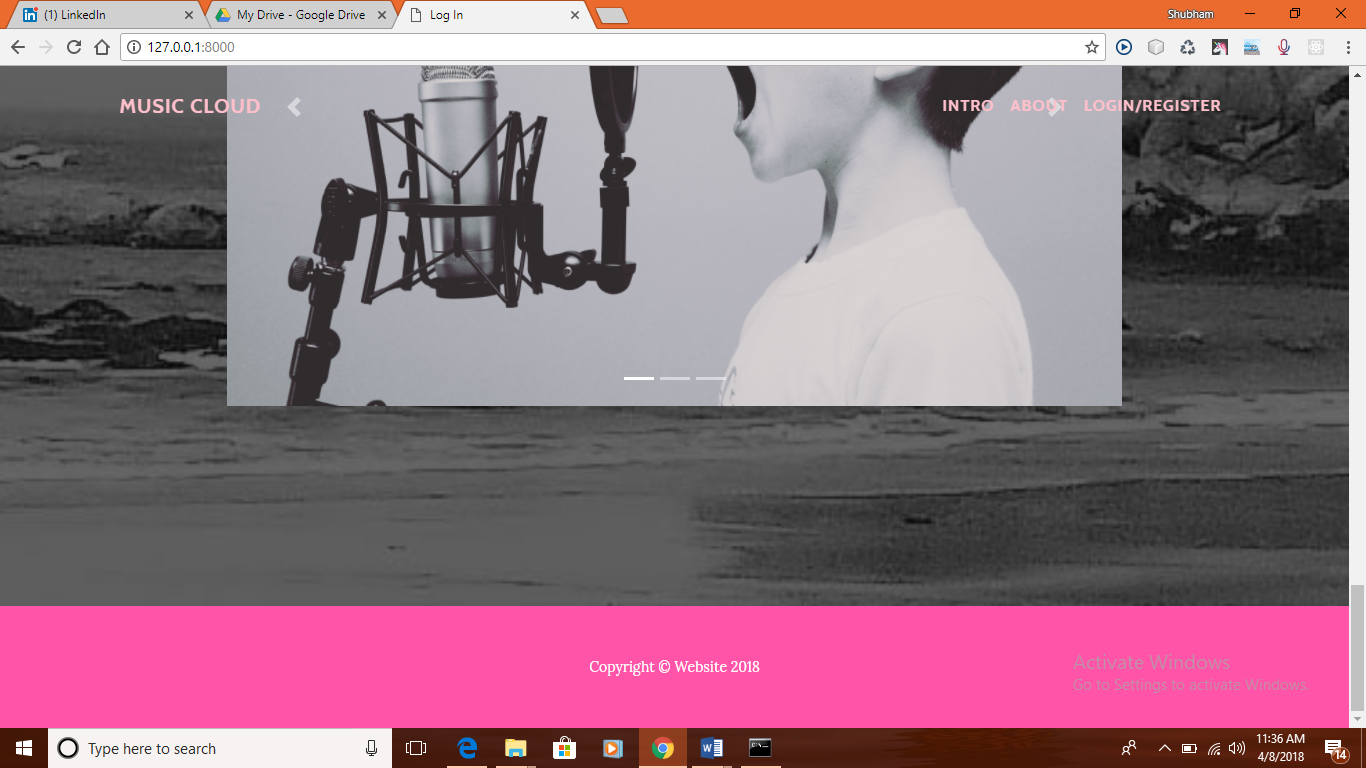 (1) LinkedIn
My Drive - Google Drive
Log In
Shubham
127.0.0.1:8000
MUSIC CLOUD
INTRO ABOUT LOGIN/REGISTER
Copyright © Website 2018
Activate Windows
Go to Settings to activate Windows.
Type here to search
11:36 AM
4/8/2018
14